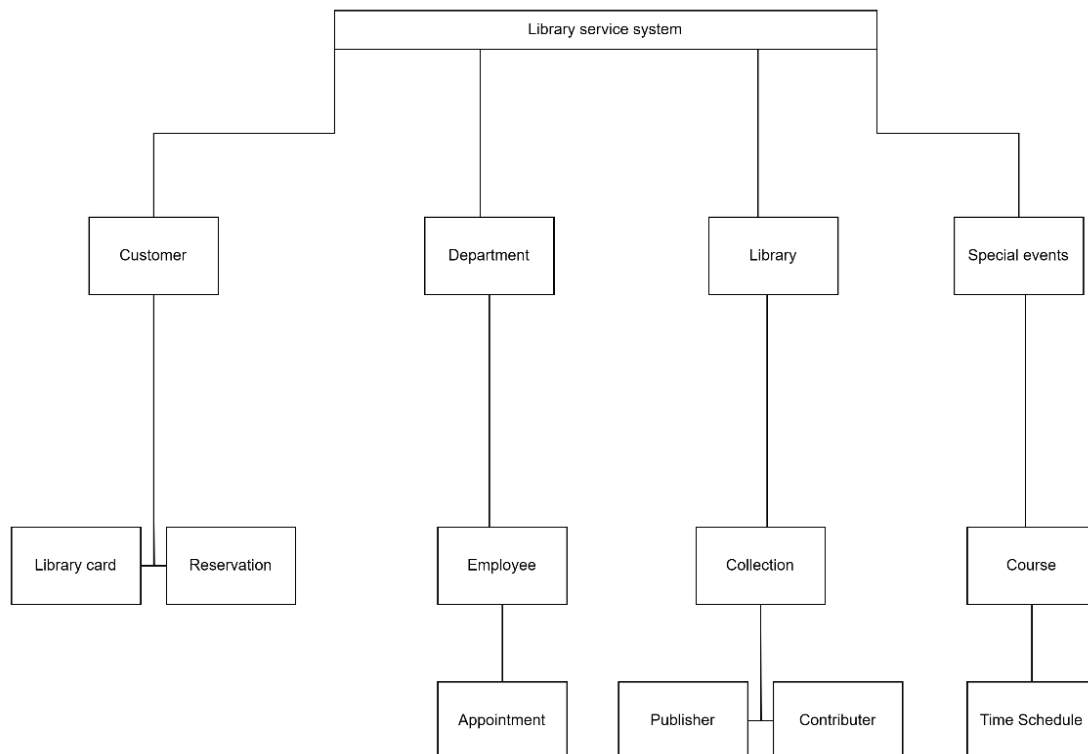 Library service system
Customer
Department
Library
Special events
Library card
Reservation
Employee
Collection
Course
Appointment
Publisher
Contributer
Time Schedule